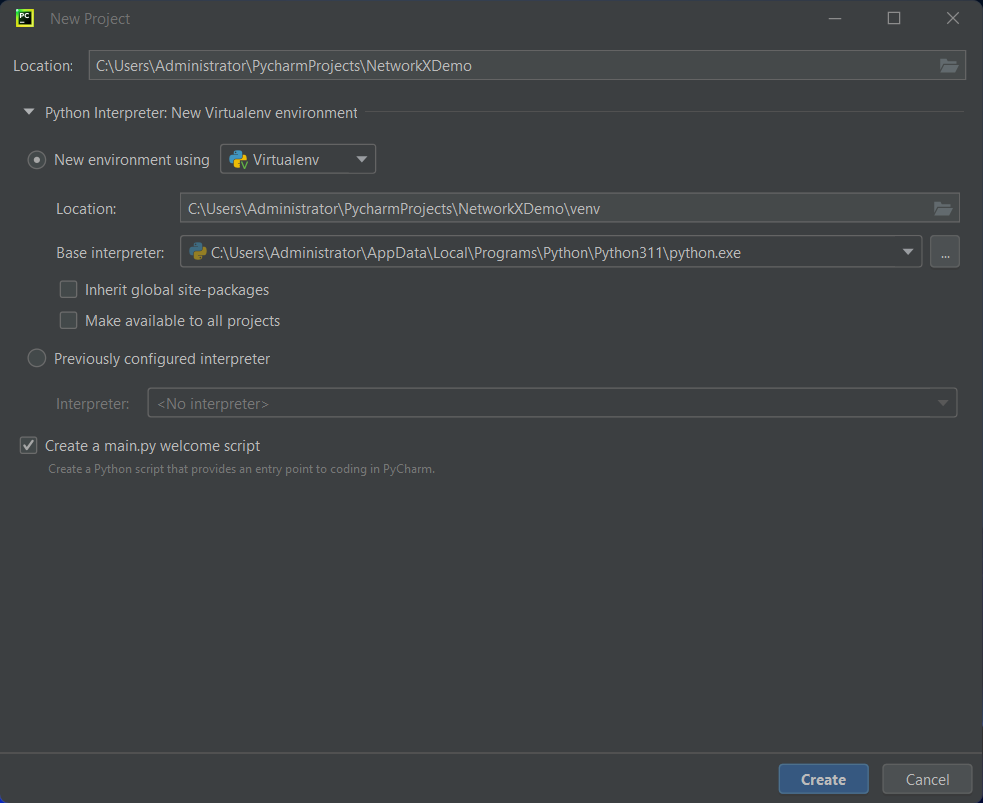 PC New Project
Location: C:\Users\Administrator\PycharmProjects\NetworkXDemo
Python Interpreter: New Virtualenv environment
New environment using Virtualenv
Location: C:\Users\Administrator\PycharmProjects\NetworkXDemo\venv
Base interpreter: C:\Users\Administrator\AppData\Local\Programs\Python\Python311\python.exe ...
Inherit global site-packages
Make available to all projects
Previously configured interpreter
Interpreter: <No interpreter>
Create a main.py welcome script
Create a Python script that provides an entry point to coding in PyCharm.
Create Cancel